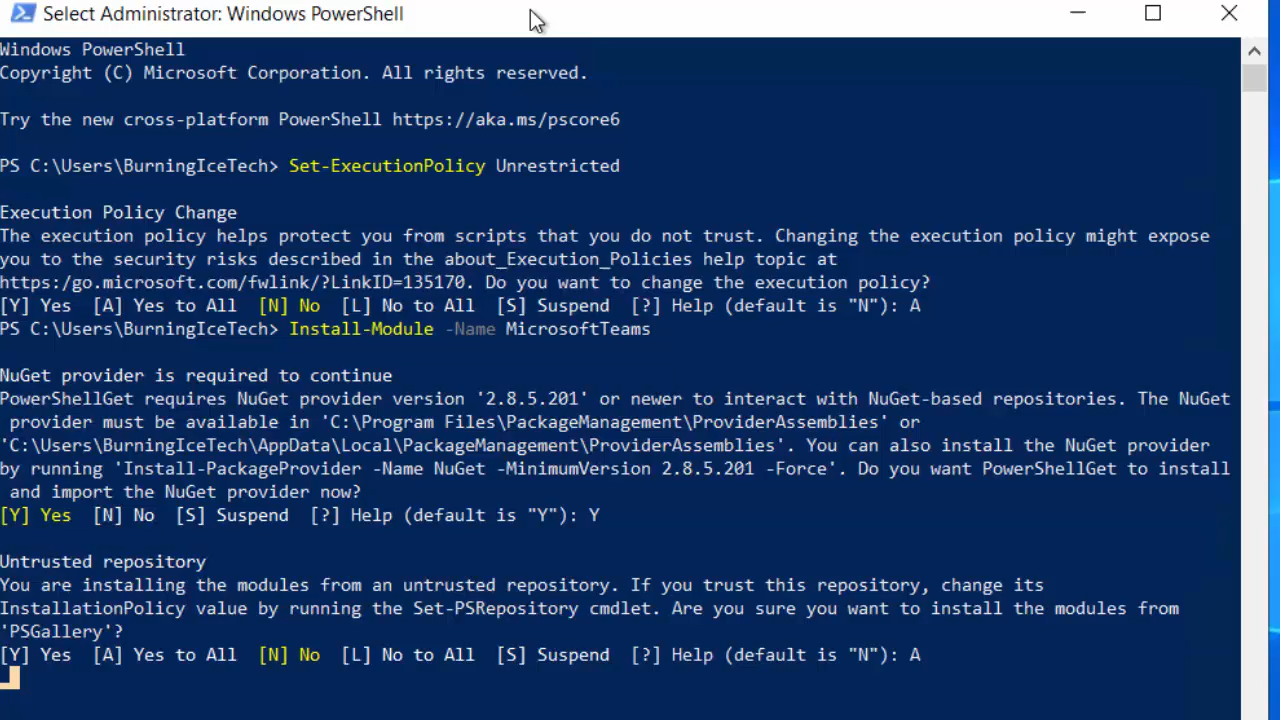 Select Administrator: Windows PowerShell
Windows PowerShell
Copyright (C) Microsoft Corporation. All rights reserved.
Try the new cross-platform PowerShell https://aka.ms/pscore6
PS C:\Users\BurningIceTech> Set-ExecutionPolicy Unrestricted
Execution Policy Change
The execution policy helps protect you from scripts that you do not trust. Changing the execution policy might expose
you to the security risks described in the about_Execution_Policies help topic at
https:/go.microsoft.com/fwlink/?LinkID=135170. Do you want to change the execution policy?
[Y] Yes  [A] Yes to All  [N] No  [L] No to All  [S] Suspend  [?] Help (default is "N"): A
PS C:\Users\BurningIceTech> Install-Module -Name MicrosoftTeams
NuGet provider is required to continue
PowerShellGet requires NuGet provider version '2.8.5.201' or newer to interact with NuGet-based repositories. The NuGet
provider must be available in 'C:\Program Files\PackageManagement\ProviderAssemblies' or
'C:\Users\BurningIceTech\AppData\Local\PackageManagement\ProviderAssemblies'. You can also install the NuGet provider
by running 'Install-PackageProvider -Name NuGet -MinimumVersion 2.8.5.201 -Force'. Do you want PowerShellGet to install
and import the NuGet provider now?
[Y] Yes  [N] No  [S] Suspend  [?] Help (default is "Y"): Y
Untrusted repository
You are installing the modules from an untrusted repository. If you trust this repository, change its
InstallationPolicy value by running the Set-PSRepository cmdlet. Are you sure you want to install the modules from
'PSGallery'?
[Y] Yes  [A] Yes to All  [N] No  [L] No to All  [S] Suspend  [?] Help (default is "N"): A